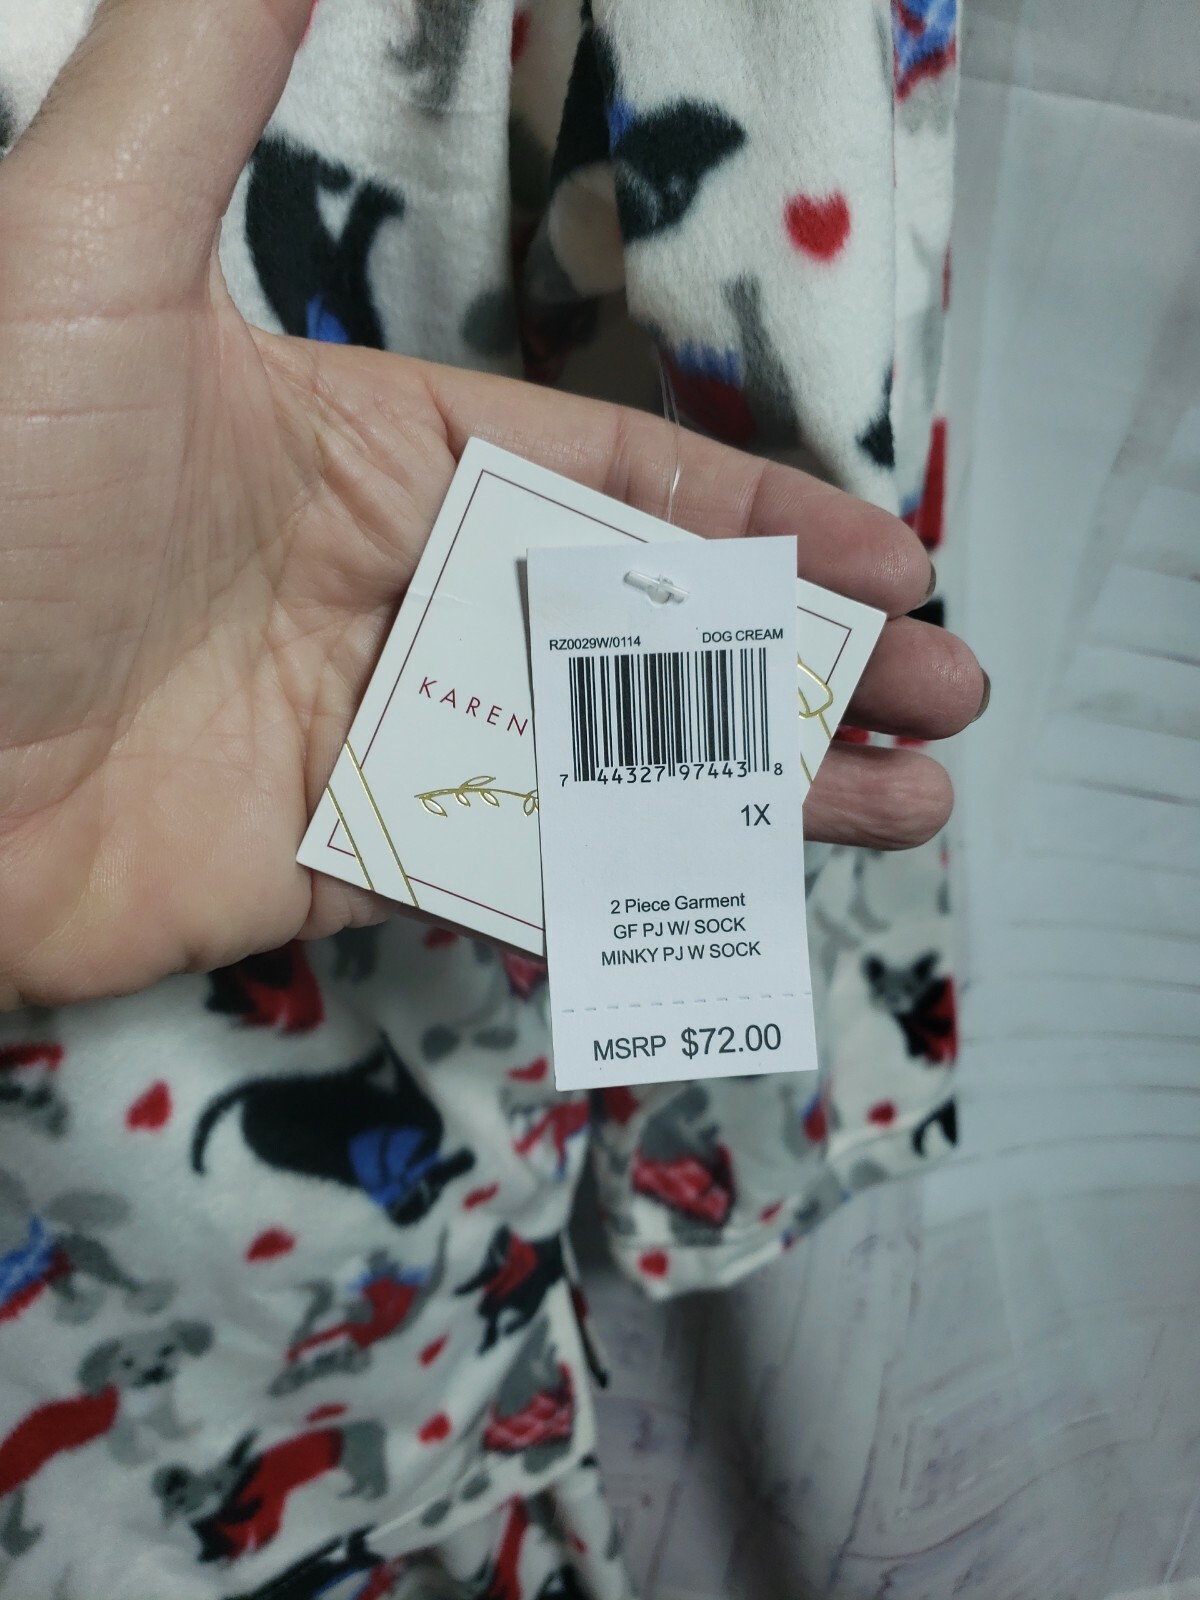 KAREN
RZ0029W/0114 DOG CREAM
7 44327 97443 8
1X
2 Piece Garment
GF PJ W/ SOCK
MINKY PJ W SOCK
MSRP $72.00